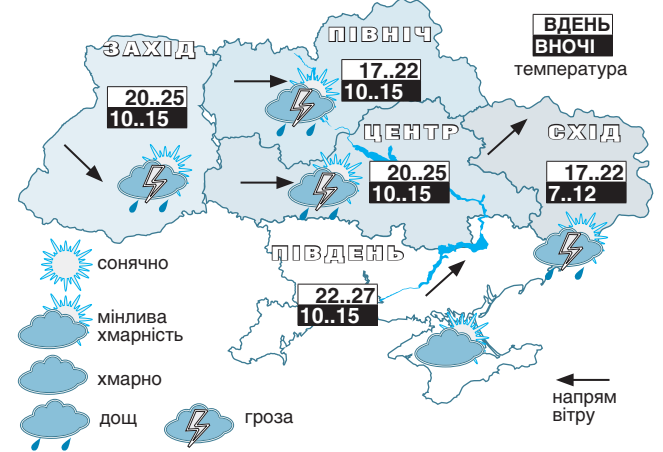 ЗАХІД
20..25
10..15
ПІВНІЧ
17..22
10..15
ВДЕНЬ
ВНОЧІ
температура
ЦЕНТР
20..25
10..15
СХІД
17..22
7..12
ПІВДЕНЬ
22..27
10..15
сонячно
мінлива
хмарність
хмарно
дощ
гроза
напрям
вітру